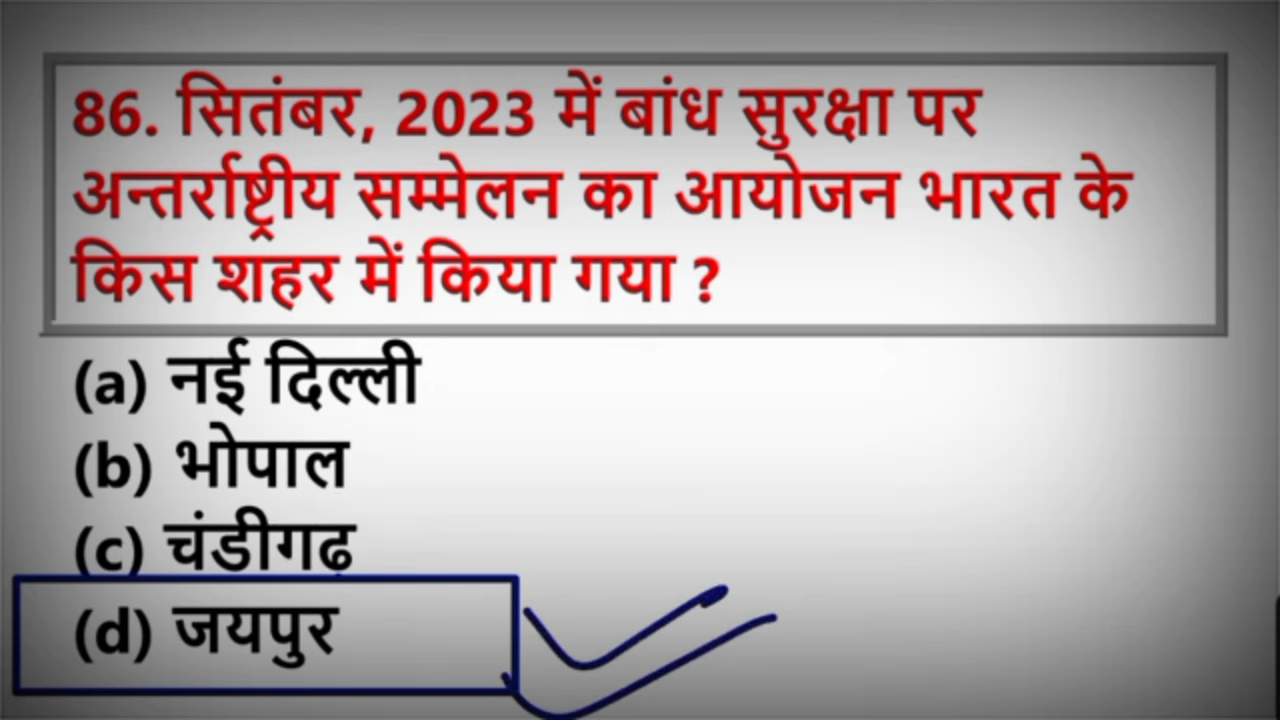 86. सितंबर, 2023 में बांध सुरक्षा पर
अन्तर्राष्ट्रीय सम्मेलन का आयोजन भारत के
किस शहर में किया गया ?
(a) नई दिल्ली
(b) भोपाल
(c) चंडीगढ़
(d) जयपुर